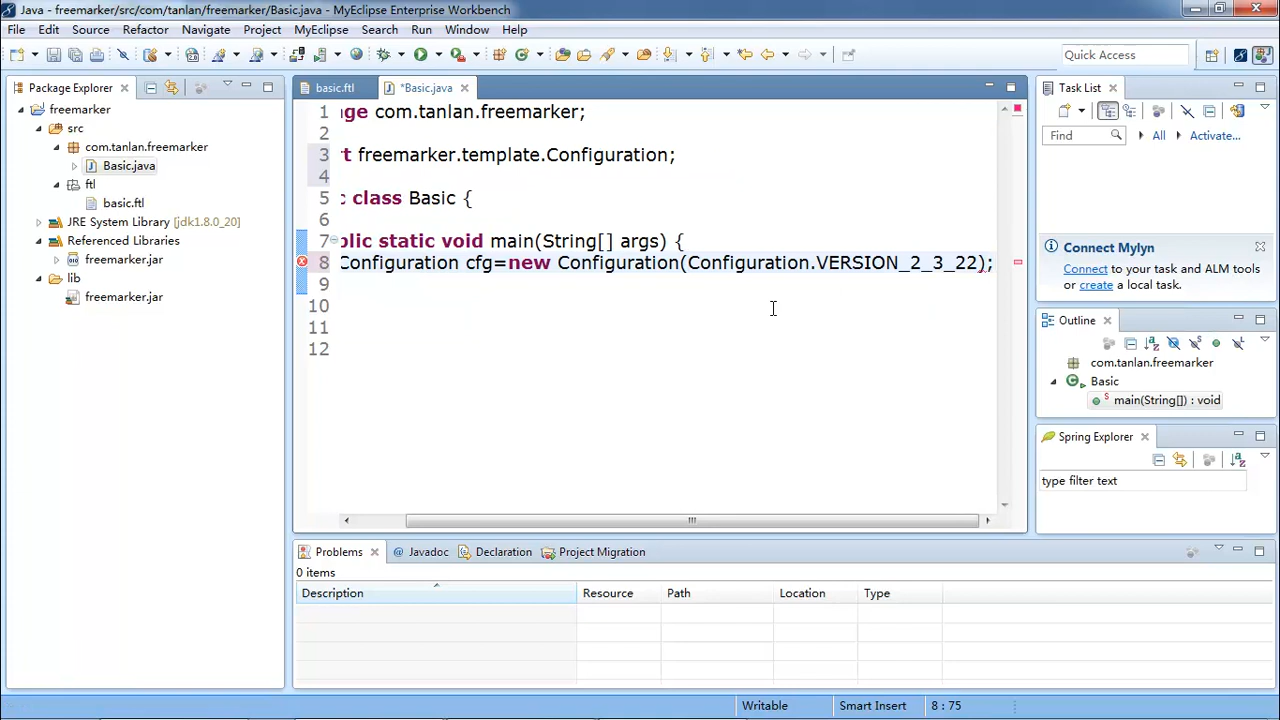 Java - freemarker/src/com/tanlan/freemarker/Basic.java - MyEclipse Enterprise Workbench
File Edit Source Refactor Navigate Project MyEclipse Search Run Window Help
Quick Access
Package Explorer
freemarker
src
com.tanlan.freemarker
Basic.java
ftl
basic.ftl
JRE System Library [jdk1.8.0_20]
Referenced Libraries
freemarker.jar
lib
freemarker.jar
basic.ftl
*Basic.java
1 ge com.tanlan.freemarker;
2
3 rt freemarker.template.Configuration;
4
5 c class Basic {
6
7 blic static void main(String[] args) {
8 Configuration cfg=new Configuration(Configuration.VERSION_2_3_22);
9
10
11
12
Task List
Find All Activate...
Connect Mylyn
Connect to your task and ALM tools
or create a local task.
Outline
com.tanlan.freemarker
Basic
main(String[]) : void
Spring Explorer
type filter text
Problems @ Javadoc Declaration Project Migration
0 items
Description Resource Path Location Type
Writable Smart Insert 8 : 75